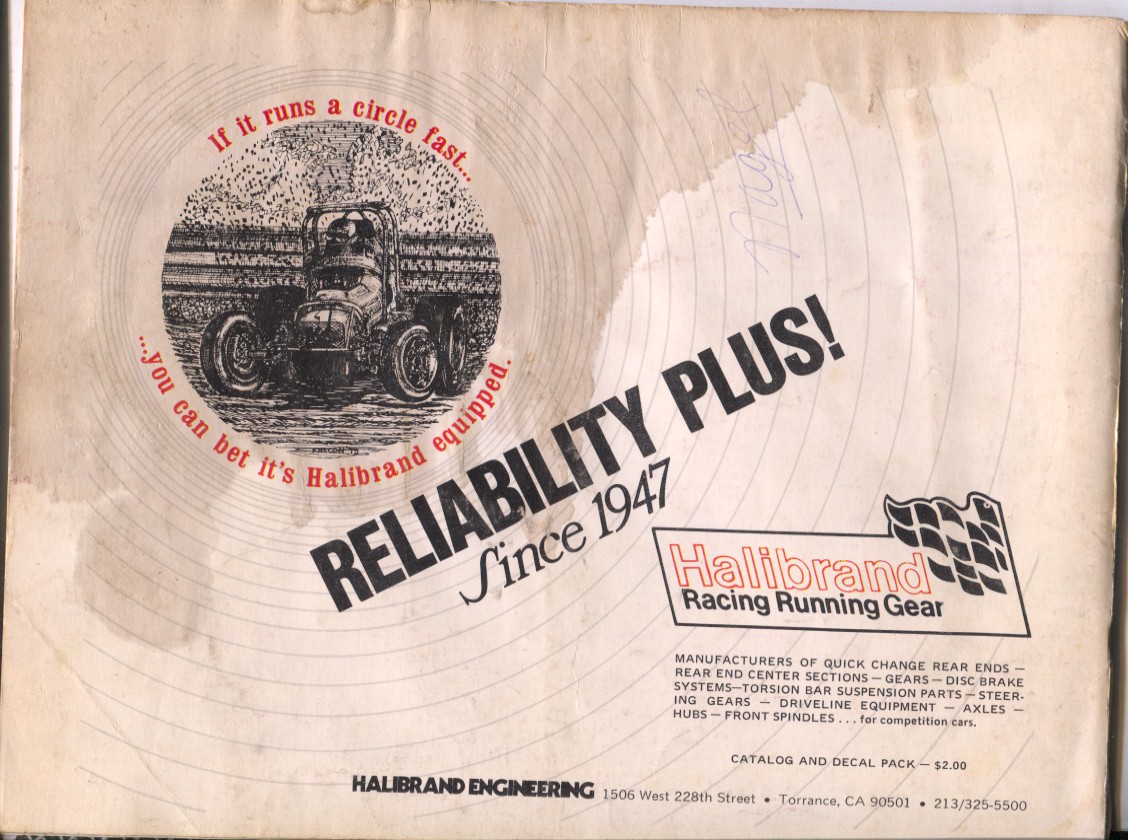 If it runs a circle fast...
...you can bet it's Halibrand equipped.
RELIABILITY PLUS!
Since 1947
Halibrand
Racing Running Gear
MANUFACTURERS OF QUICK CHANGE REAR ENDS —
REAR END CENTER SECTIONS — GEARS — DISC BRAKE
SYSTEMS—TORSION BAR SUSPENSION PARTS — STEER-
ING GEARS — DRIVELINE EQUIPMENT — AXLES —
HUBS — FRONT SPINDLES . . . for competition cars.
CATALOG AND DECAL PACK — $2.00
HALIBRAND ENGINEERING 1506 West 228th Street • Torrance, CA 90501 • 213/325-5500